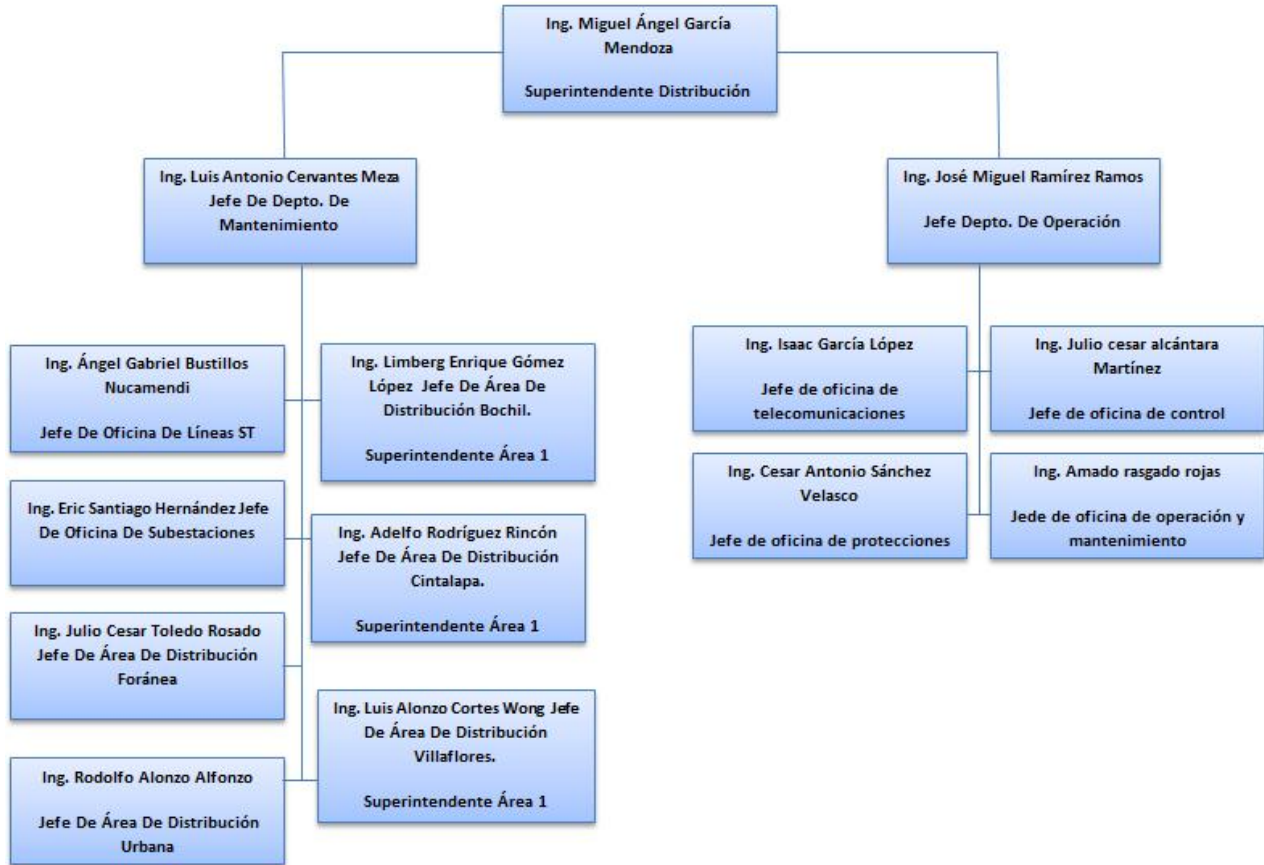 Ing. Miguel Ángel García
Mendoza
Superintendente Distribución
Ing. Luis Antonio Cervantes Meza
Jefe De Depto. De
Mantenimiento
Ing. José Miguel Ramírez Ramos
Jefe Depto. De Operación
Ing. Ángel Gabriel Bustillos
Nucamendi
Jefe De Oficina De Líneas ST
Ing. Limberg Enrique Gómez
López Jefe De Área De
Distribución Bochil.
Superintendente Área 1
Ing. Eric Santiago Hernández Jefe
De Oficina De Subestaciones
Ing. Adelfo Rodríguez Rincón
Jefe De Área De Distribución
Cintalapa.
Superintendente Área 1
Ing. Julio Cesar Toledo Rosado
Jefe De Área De Distribución
Foránea
Ing. Luis Alonzo Cortes Wong Jefe
De Área De Distribución
Villaflores.
Superintendente Área 1
Ing. Rodolfo Alonzo Alfonzo
Jefe De Área De Distribución
Urbana
Ing. Isaac García López
Jefe de oficina de
telecomunicaciones
Ing. Julio cesar alcántara
Martínez
Jefe de oficina de control
Ing. Cesar Antonio Sánchez
Velasco
Jefe de oficina de protecciones
Ing. Amado rasgado rojas
Jede de oficina de operación y
mantenimiento